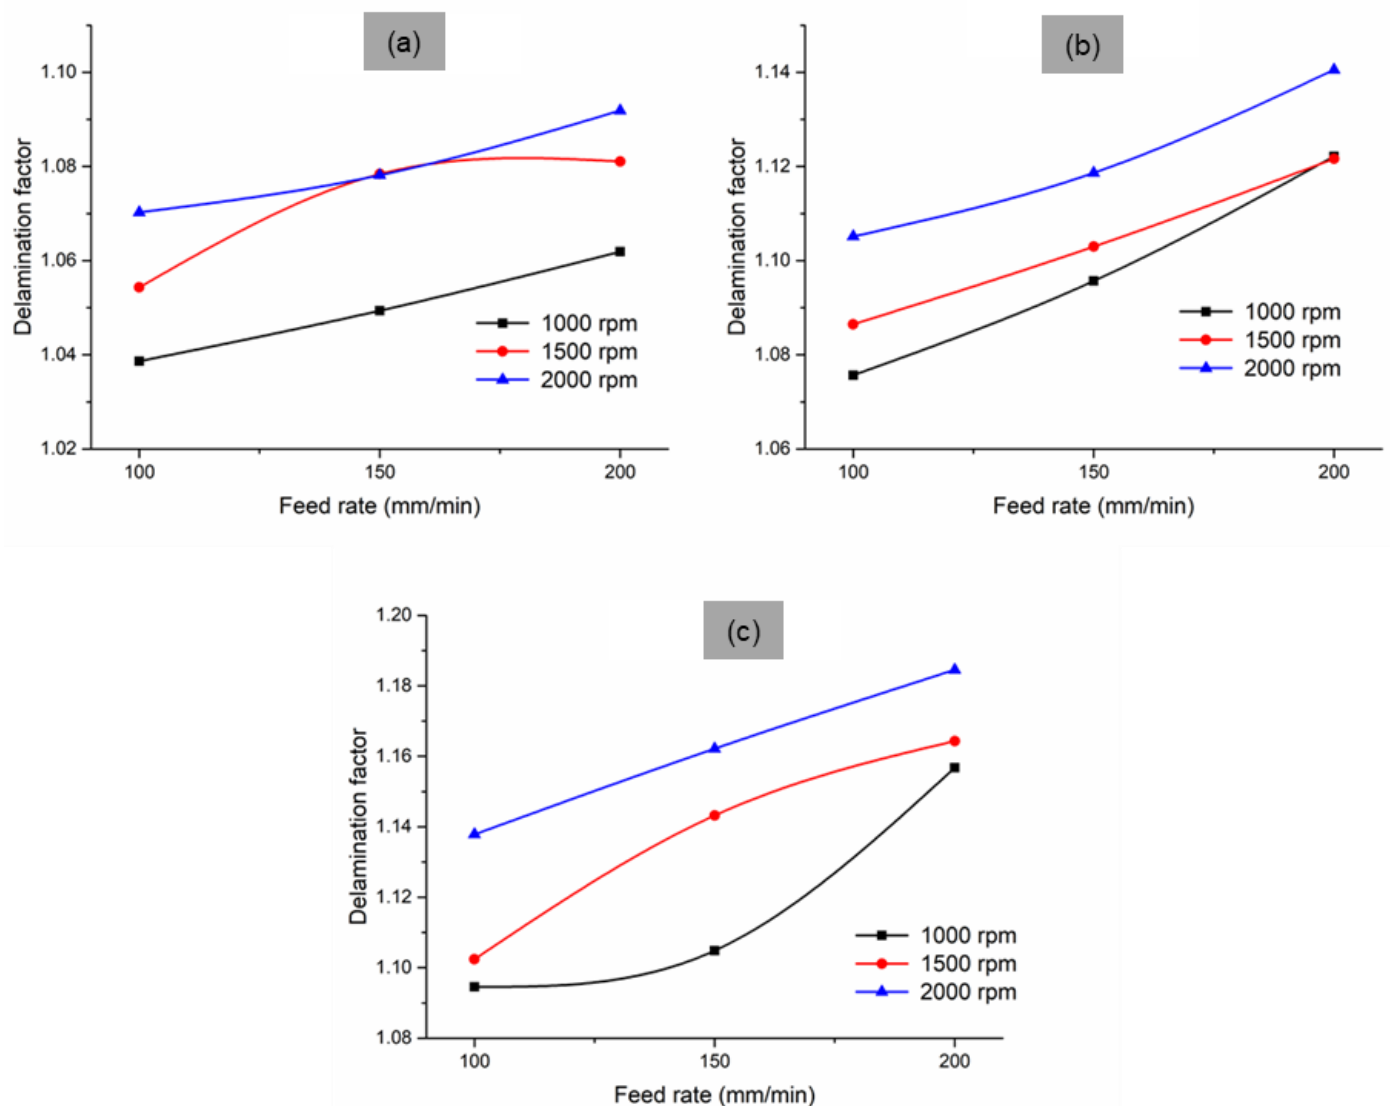 (a)
1.10
1.08
1.06
1.04
1.02
Delamination factor
1000 rpm
1500 rpm
2000 rpm
100
150
200
Feed rate (mm/min)
(b)
1.14
1.12
1.10
1.08
1.06
Delamination factor
1000 rpm
1500 rpm
2000 rpm
100
150
200
Feed rate (mm/min)
(c)
1.20
1.18
1.16
1.14
1.12
1.10
1.08
Delamination factor
1000 rpm
1500 rpm
2000 rpm
100
150
200
Feed rate (mm/min)